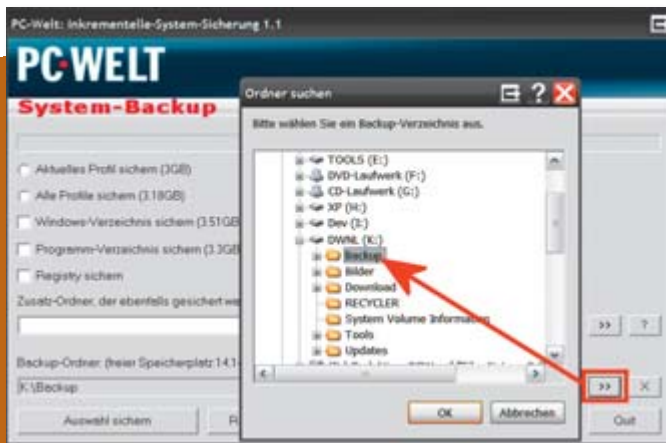 PC-Welt: Inkrementelle-System-Sicherung 1.1
PC-WELT
System-Backup
Aktuelles Profil sichern (3GB)
Alle Profile sichern (3.18GB)
Windows-Verzeichnis sichern (3.51GB
Programm-Verzeichnis sichern (3.3GB
Registry sichern
Zusatz-Ordner, der ebenfalls gesichert we
>> ?
Backup-Ordner: (freier Speicherplatz 14,1
K:\Backup
>> X
Auswahl sichern
R
Quit
Ordner suchen
?
Bitte wählen Sie ein Backup-Verzeichnis aus.
TOOLS (E:)
DVD-Laufwerk (F:)
CD-Laufwerk (G:)
XP (H:)
Dev (I:)
DWNL (K:)
Backup
Bilder
Download
RECYCLER
System Volume Information
Tools
Updates
OK
Abbrechen